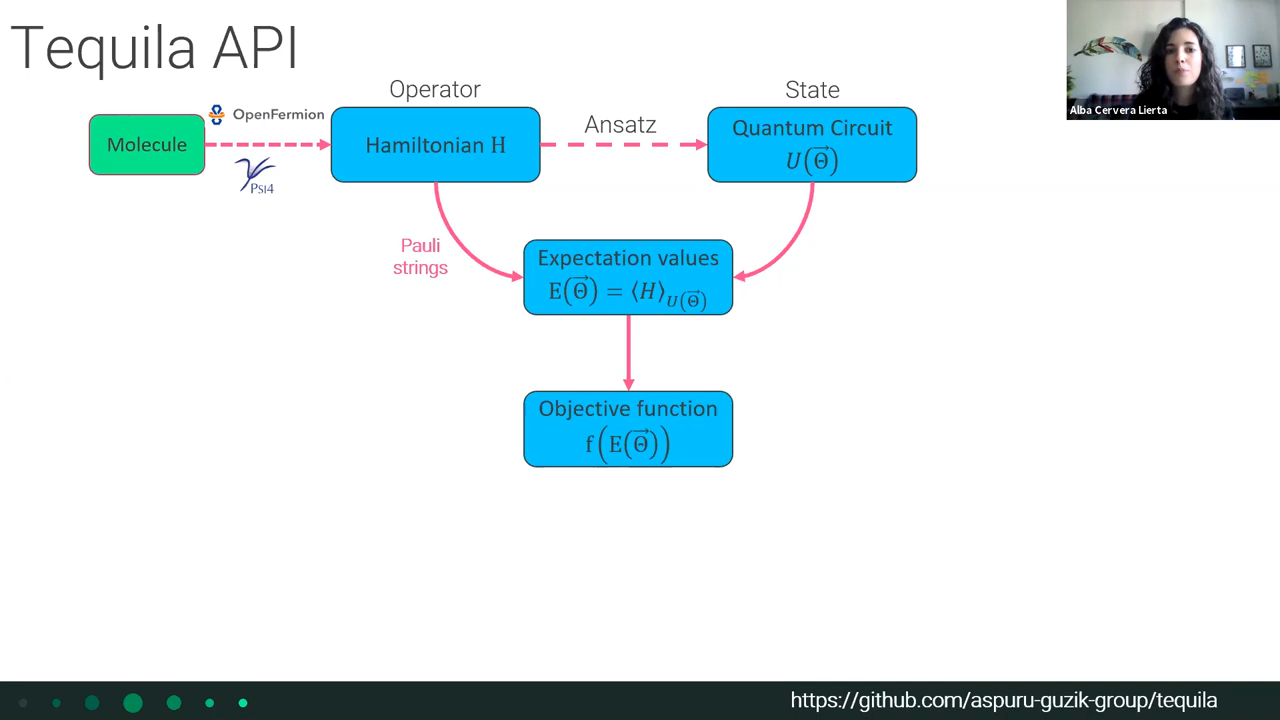 Tequila API
Alba Cervera Lierta
Operator
State
OpenFermion
Molecule
PSI4
Hamiltonian H
Ansatz
Quantum Circuit
U(Θ⃗)
Pauli
strings
Expectation values
E(Θ⃗) = ⟨H⟩_U(Θ⃗)
Objective function
f(E(Θ⃗))
https://github.com/aspuru-guzik-group/tequila